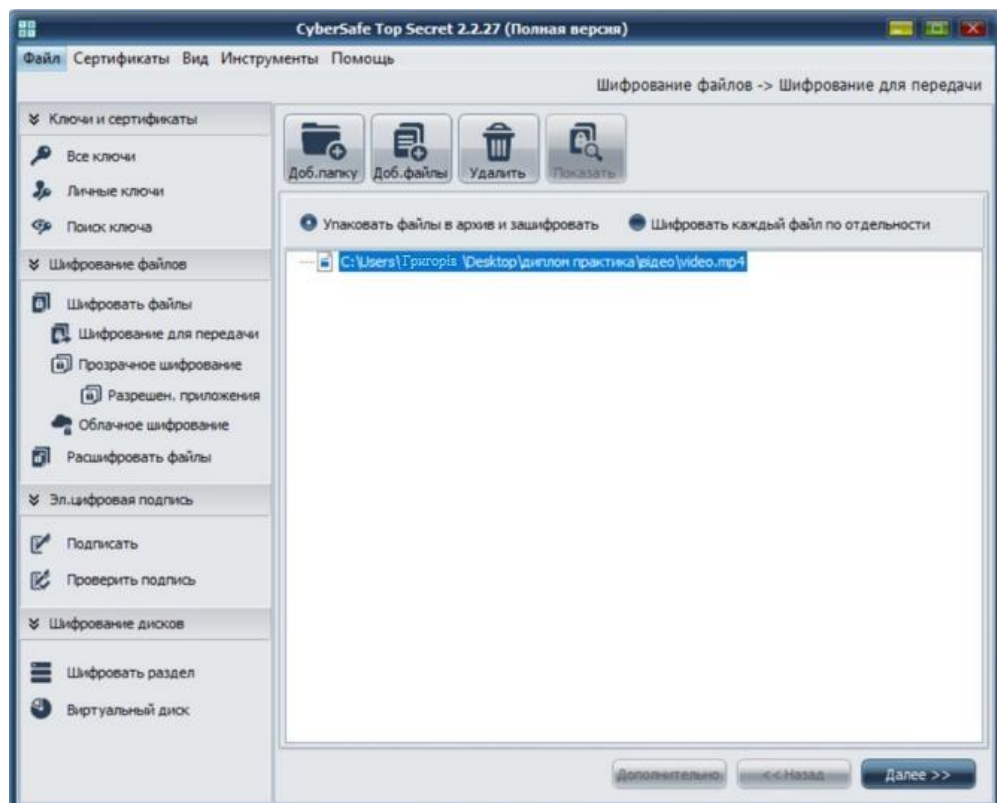 CyberSafe Top Secret 2.2.27 (Полная версия)
Файл Сертификаты Вид Инструменты Помощь
Шифрование файлов -> Шифрование для передачи
Ключи и сертификаты
Все ключи
Личные ключи
Поиск ключа
Шифрование файлов
Шифровать файлы
Шифрование для передачи
Прозрачное шифрование
Разрешен. приложения
Облачное шифрование
Расшифровать файлы
Эл.цифровая подпись
Подписать
Проверить подпись
Шифрование дисков
Шифровать раздел
Виртуальный диск
Доб.папку Доб.файлы Удалить Показать
Упаковать файлы в архив и зашифровать Шифровать каждый файл по отдельности
C:\Users\Григорів \Desktop\диплом практика\відео\video.mp4
Дополнительно << Назад Далее >>